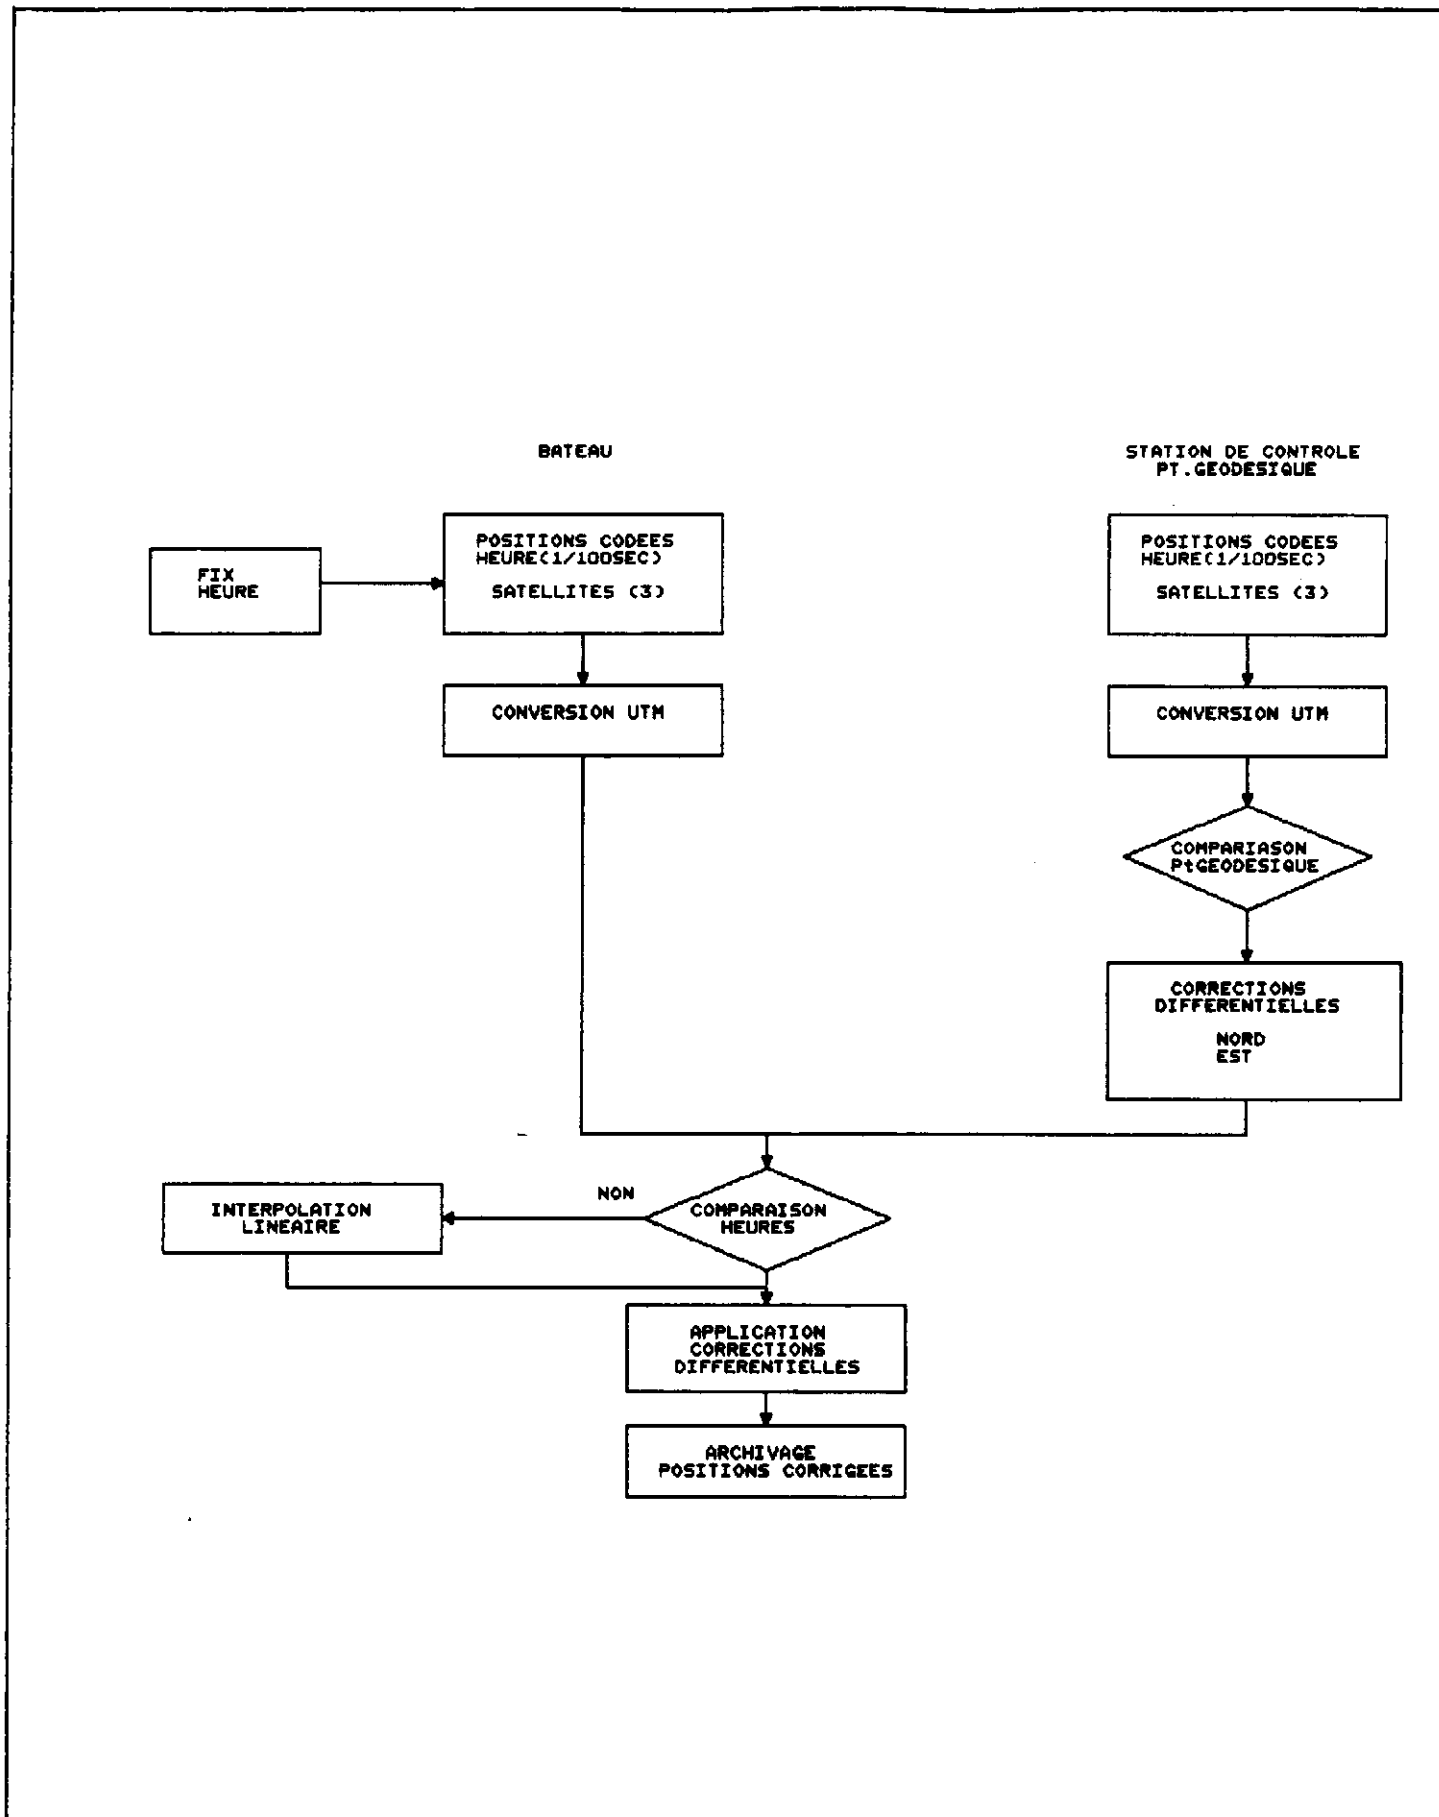 BATEAU
STATION DE CONTROLE
PT.GEODESIQUE
FIX
HEURE
POSITIONS CODEES
HEURE(1/100SEC)
SATELLITES (3)
POSITIONS CODEES
HEURE(1/100SEC)
SATELLITES (3)
CONVERSION UTM
CONVERSION UTM
COMPARIASON
PtGEODESIQUE
CORRECTIONS
DIFFERENTIELLES
NORD
EST
INTERPOLATION
LINEAIRE
NON
COMPARAISON
HEURES
APPLICATION
CORRECTIONS
DIFFERENTIELLES
ARCHIVAGE
POSITIONS CORRIGEES